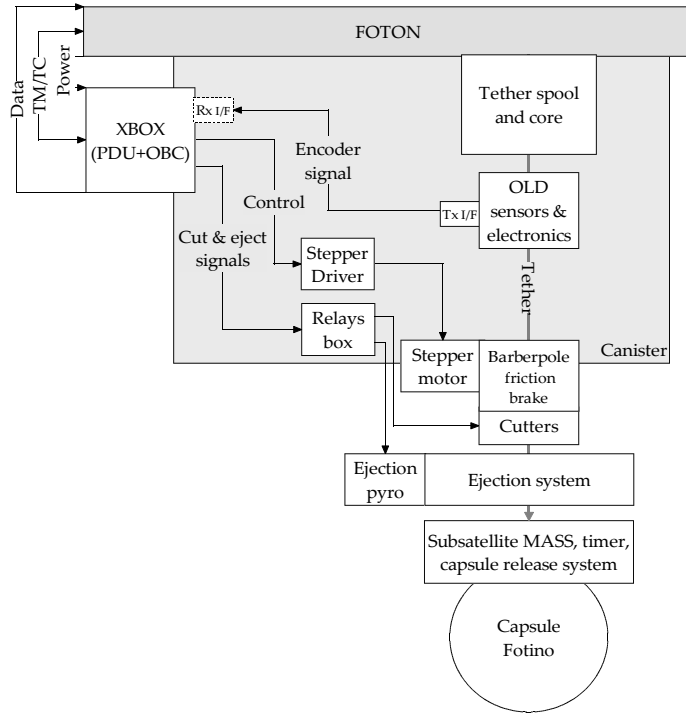 FOTON
Data
TM/TC
Power
XBOX
(PDU+OBC)
Rx I/F
Tether spool
and core
Encoder
signal
OLD
sensors &
electronics
Tx I/F
Control
Cut & eject
signals
Stepper
Driver
Tether
Relays
box
Canister
Stepper
motor
Barberpole
friction
brake
Cutters
Ejection
pyro
Ejection system
Subsatellite MASS, timer,
capsule release system
Capsule
Fotino